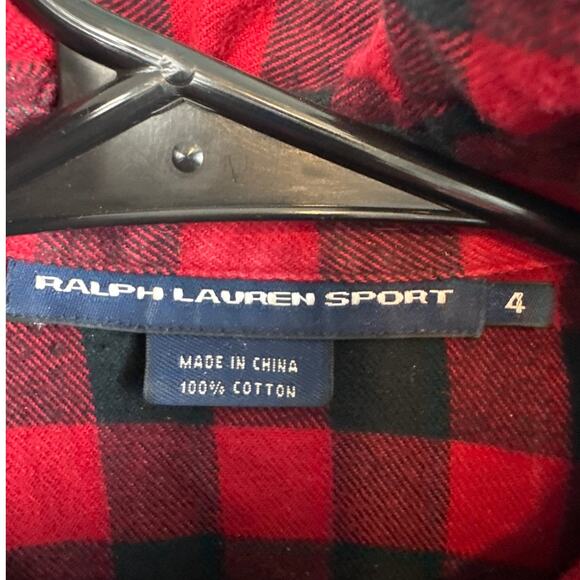 RALPH LAUREN SPORT 4
MADE IN CHINA
100% COTTON